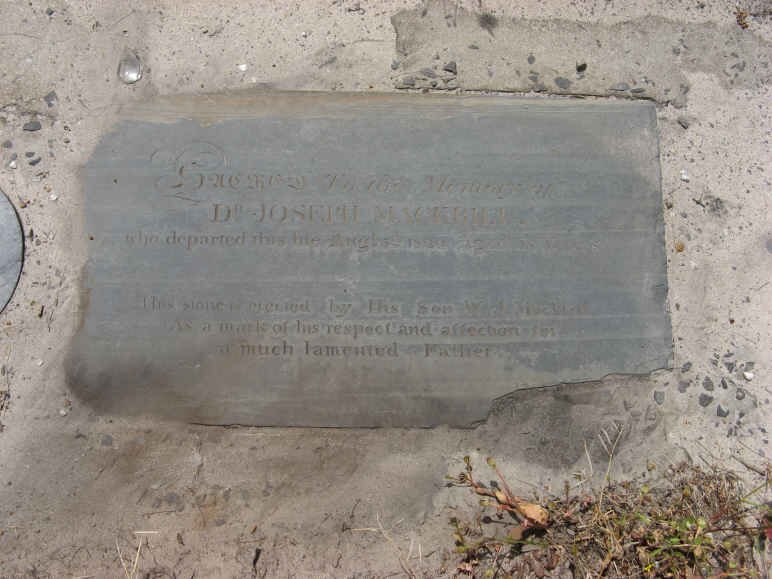 SACRED To the Memory of
Dr. JOSEPH MACKRILL
who departed this life Aug.
This stone is erected by His Son
As a mark of his respect and affection for
a much lamented Father